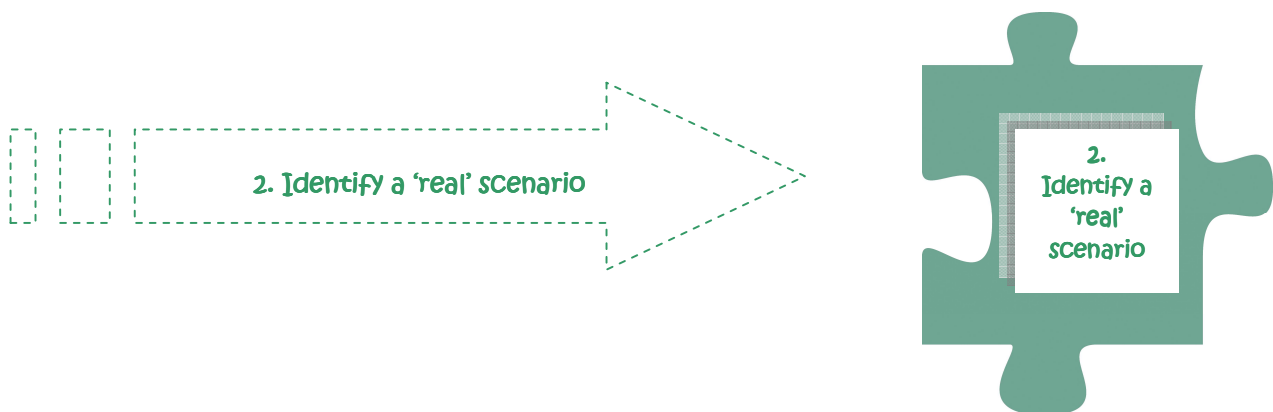 2. Identify a ‘real’ scenario
2.
Identify a
‘real’
scenario